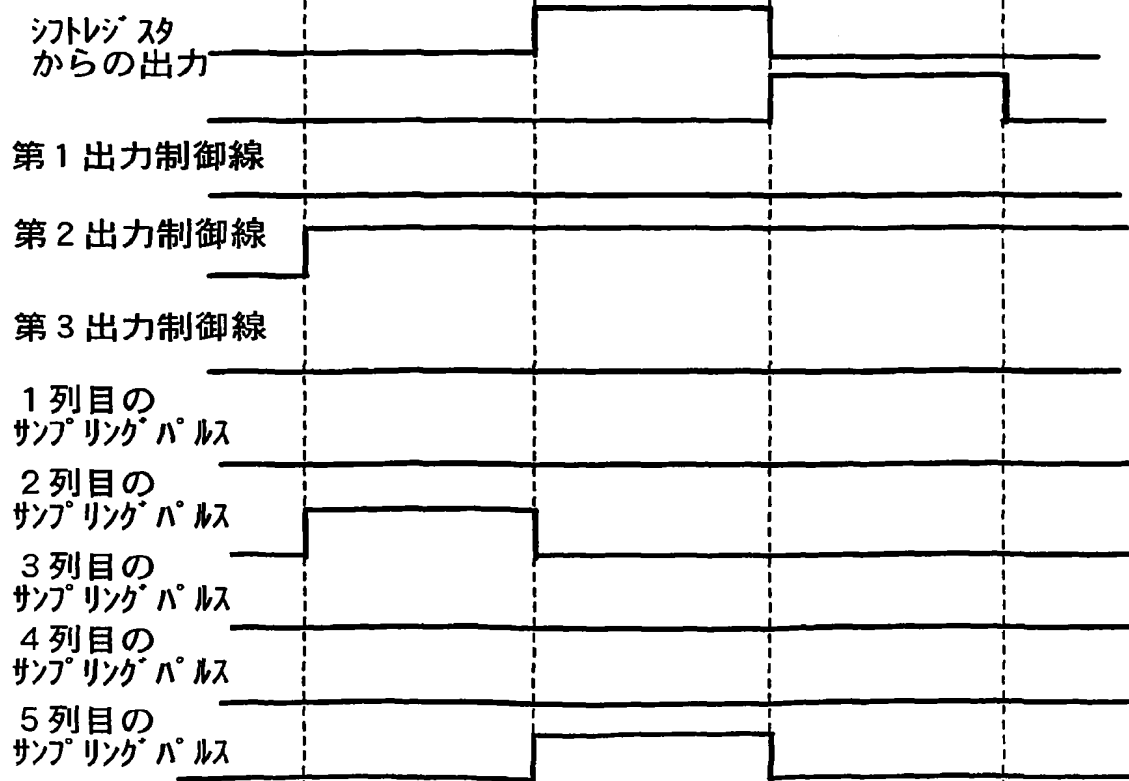 シフトレジスタ
からの出力
第1出力制御線
第2出力制御線
第3出力制御線
1列目の
サンプリングパルス
2列目の
サンプリングパルス
3列目の
サンプリングパルス
4列目の
サンプリングパルス
5列目の
サンプリングパルス